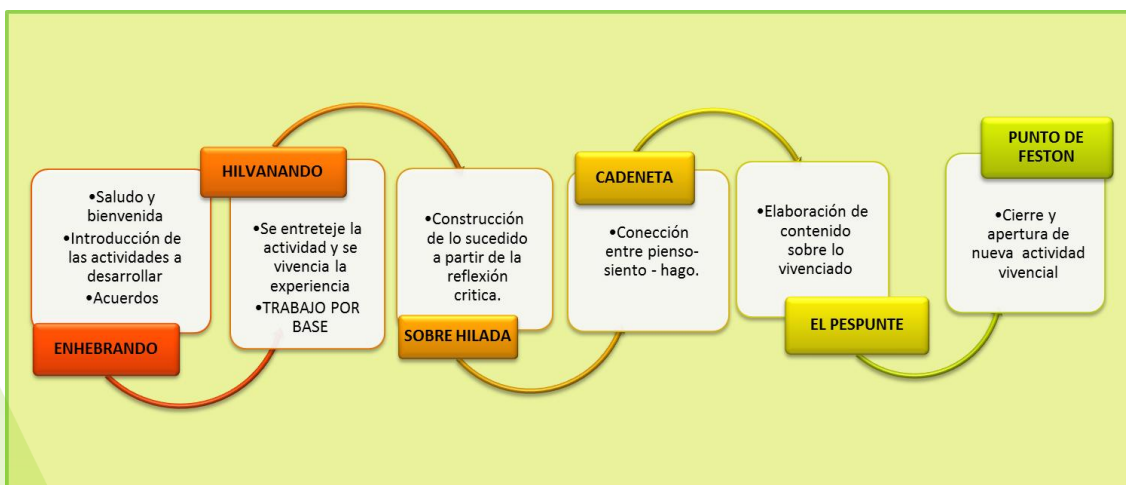 •Saludo y
bienvenida
•Introducción de
las actividades a
desarrollar
•Acuerdos
ENHEBRANDO
HILVANANDO
•Se entreteje la
actividad y se
vivencia la
experiencia
•TRABAJO POR
BASE
•Construcción
de lo sucedido
a partir de la
reflexión
critica.
SOBRE HILADA
CADENETA
•Conección
entre pienso-
siento - hago.
•Elaboración de
contenido
sobre lo
vivenciado
EL PESPUNTE
PUNTO DE
FESTON
•Cierre y
apertura de
nueva actividad
vivencial